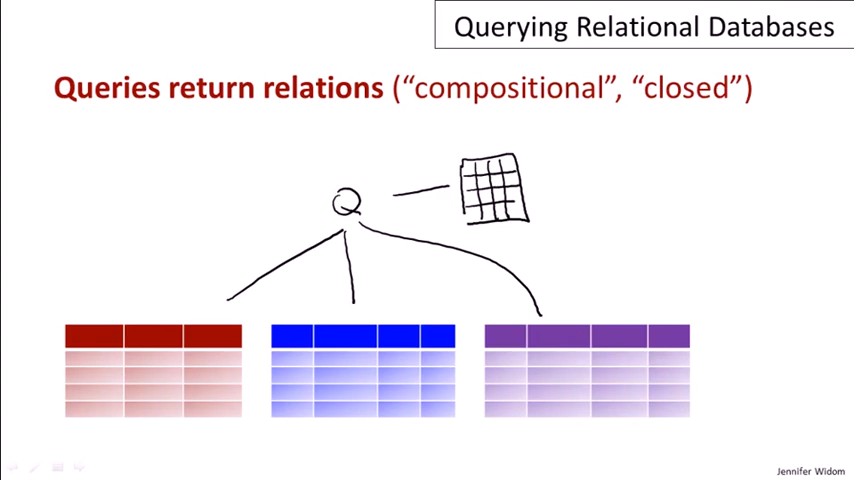 Querying Relational Databases
Queries return relations (“compositional”, “closed”)
Q
Jennifer Widom